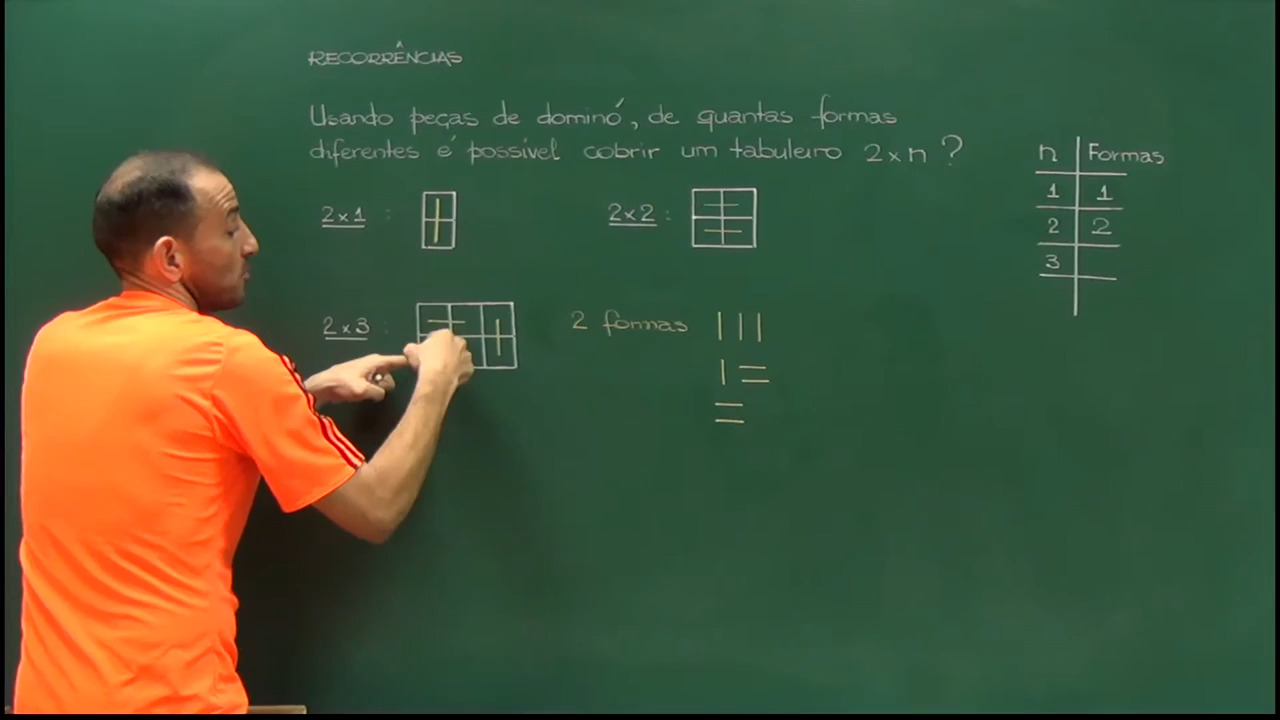 RECORRÊNCIAS
Usando peças de dominó, de quantas formas
diferentes é possível cobrir um tabuleiro 2×n ?
n Formas
1 1
2 2
3
2×1 :
2×2 :
2×3 :
2 formas